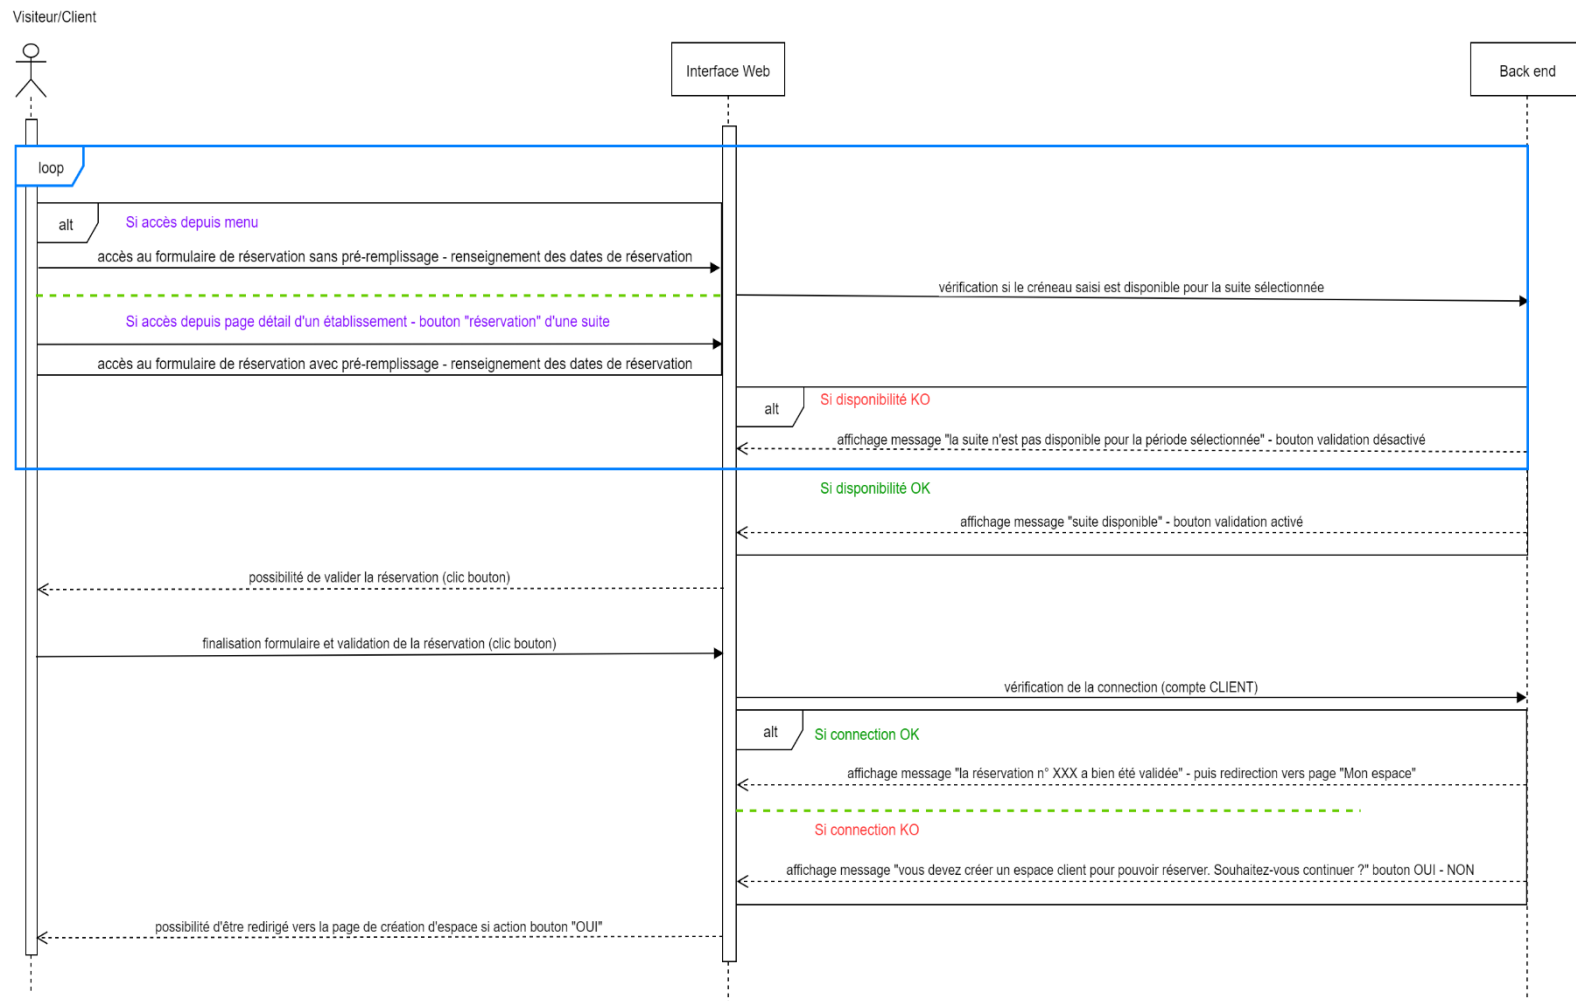 Visiteur/Client
Interface Web
Back end
loop
alt
Si accès depuis menu
accès au formulaire de réservation sans pré-remplissage - renseignement des dates de réservation
vérification si le créneau saisi est disponible pour la suite sélectionnée
Si accès depuis page détail d'un établissement - bouton "réservation" d'une suite
accès au formulaire de réservation avec pré-remplissage - renseignement des dates de réservation
alt
Si disponibilité KO
affichage message "la suite n'est pas disponible pour la période sélectionnée" - bouton validation désactivé
Si disponibilité OK
affichage message "suite disponible" - bouton validation activé
possibilité de valider la réservation (clic bouton)
finalisation formulaire et validation de la réservation (clic bouton)
vérification de la connection (compte CLIENT)
alt
Si connection OK
affichage message "la réservation n° XXX a bien été validée" - puis redirection vers page "Mon espace"
Si connection KO
affichage message "vous devez créer un espace client pour pouvoir réserver. Souhaitez-vous continuer ?" bouton OUI - NON
possibilité d'être redirigé vers la page de création d'espace si action bouton "OUI"